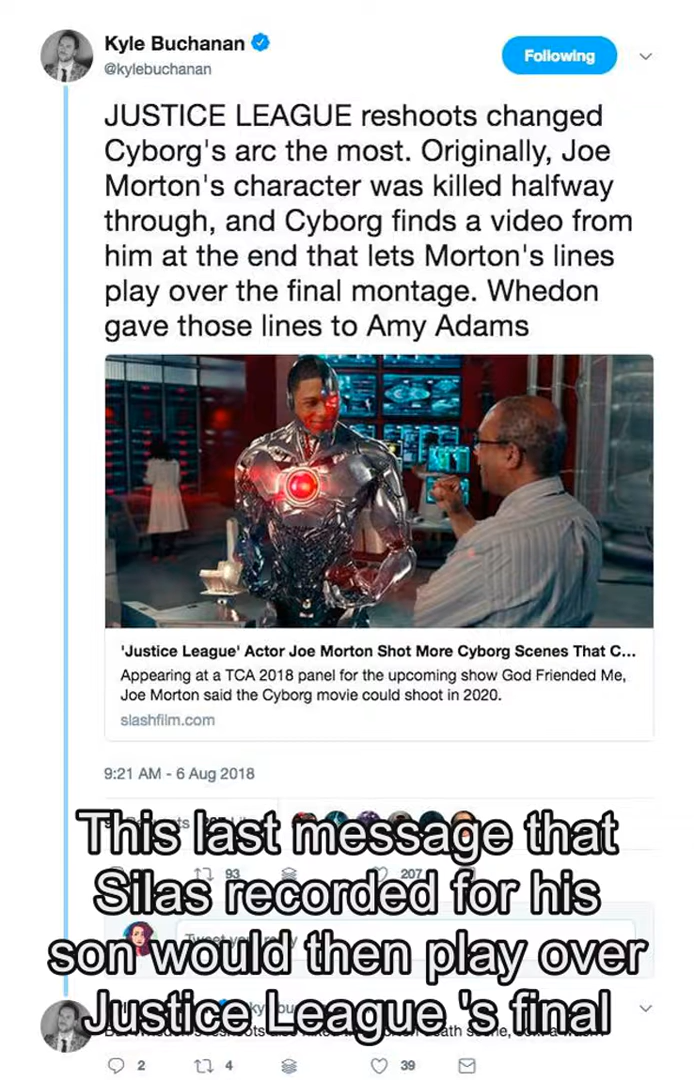 Kyle Buchanan
@kylebuchanan
Following
JUSTICE LEAGUE reshoots changed
Cyborg's arc the most. Originally, Joe
Morton's character was killed halfway
through, and Cyborg finds a video from
him at the end that lets Morton's lines
play over the final montage. Whedon
gave those lines to Amy Adams
'Justice League' Actor Joe Morton Shot More Cyborg Scenes That C...
Appearing at a TCA 2018 panel for the upcoming show God Friended Me,
Joe Morton said the Cyborg movie could shoot in 2020.
slashfilm.com
9:21 AM - 6 Aug 2018
This last message that
93 207
Silas recorded for his
son would then play over
Justice League 's final
2 4 39